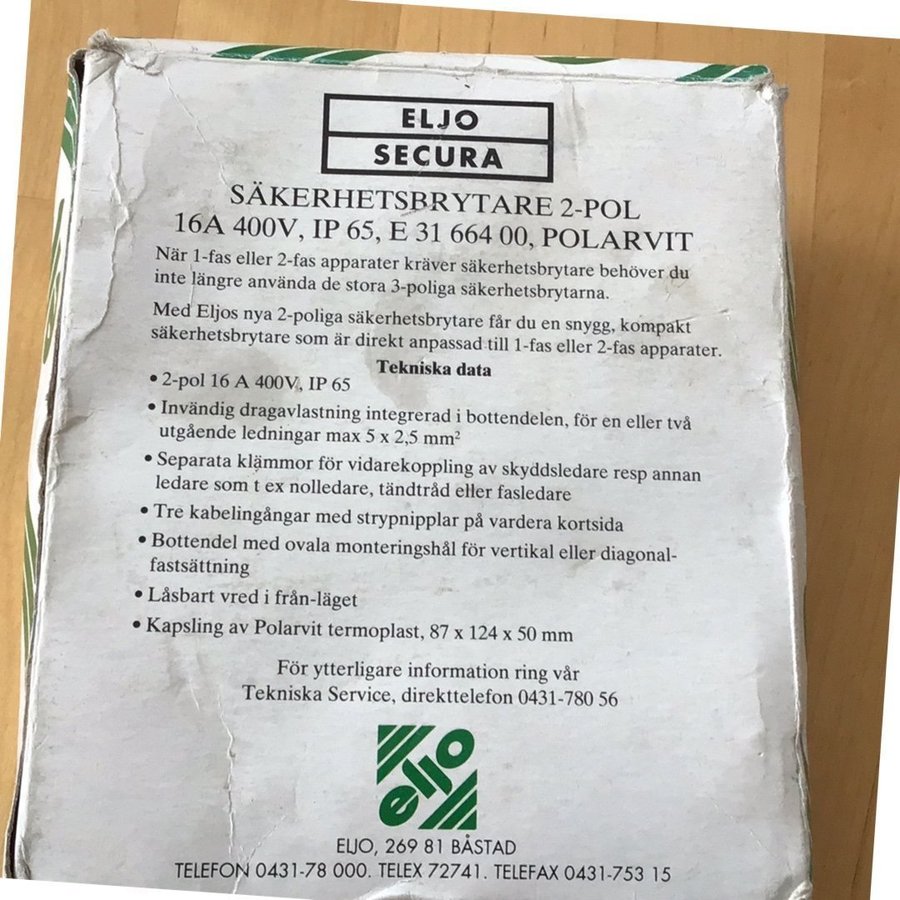 ELJO
SECURA
SÄKERHETSBRYTARE 2-POL
16A 400V, IP 65, E 31 664 00, POLARVIT
När 1-fas eller 2-fas apparater kräver säkerhetsbrytare behöver du
inte längre använda de stora 3-poliga säkerhetsbrytarna.
Med Eljos nya 2-poliga säkerhetsbrytare får du en snygg, kompakt
säkerhetsbrytare som är direkt anpassad till 1-fas eller 2-fas apparater.
Tekniska data
• 2-pol 16 A 400V, IP 65
• Invändig dragavlastning integrerad i bottendelen, för en eller två
utgående ledningar max 5 x 2,5 mm²
• Separata klämmor för vidarekoppling av skyddsledare resp annan
ledare som t ex nolledare, tändtråd eller fasledare
• Tre kabelingångar med strypnipplar på vardera kortsida
• Bottendel med ovala monteringshål för vertikal eller diagonal-
fastsättning
• Låsbart vred i från-läget
• Kapsling av Polarvit termoplast, 87 x 124 x 50 mm
För ytterligare information ring vår
Tekniska Service, direkttelefon 0431-780 56
eljo
ELJO, 269 81 BÅSTAD
TELEFON 0431-78 000. TELEX 72741. TELEFAX 0431-753 15